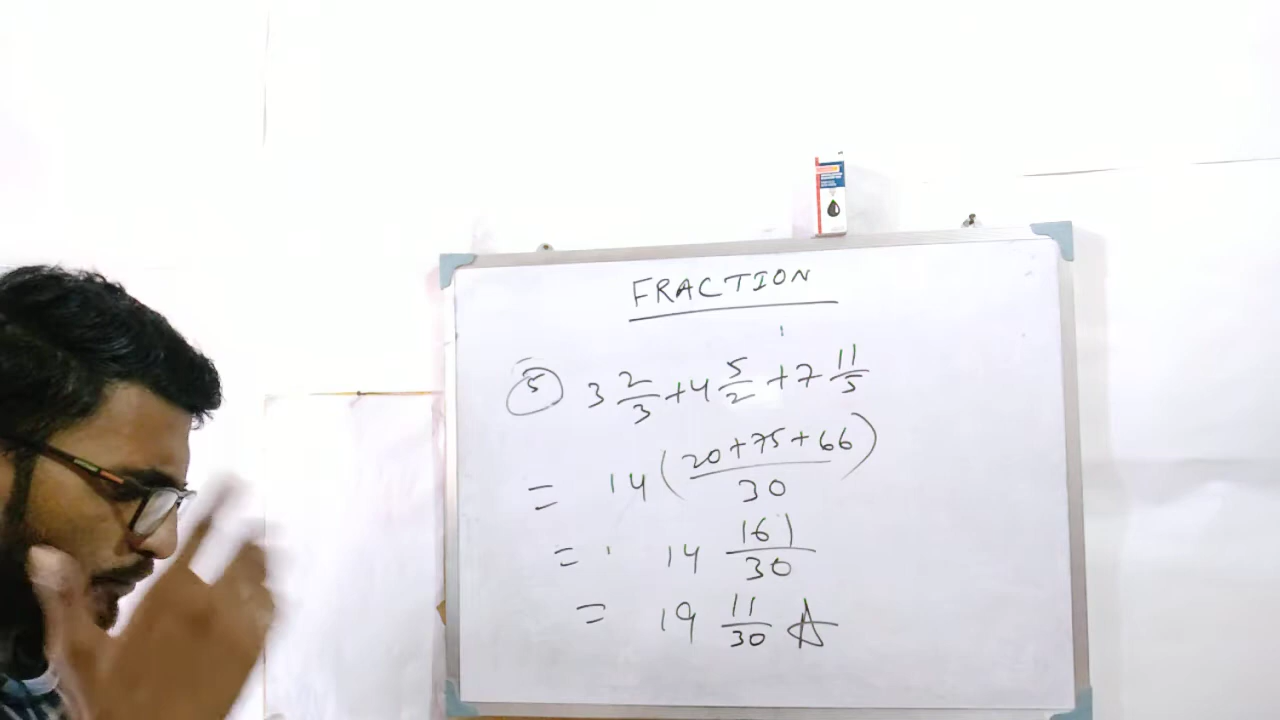 FRACTION
5 3 2/3 + 4 5/2 + 7 11/5
= 14 ( 20+75+66 / 30 )
= 14 161/30
= 19 11/30 A